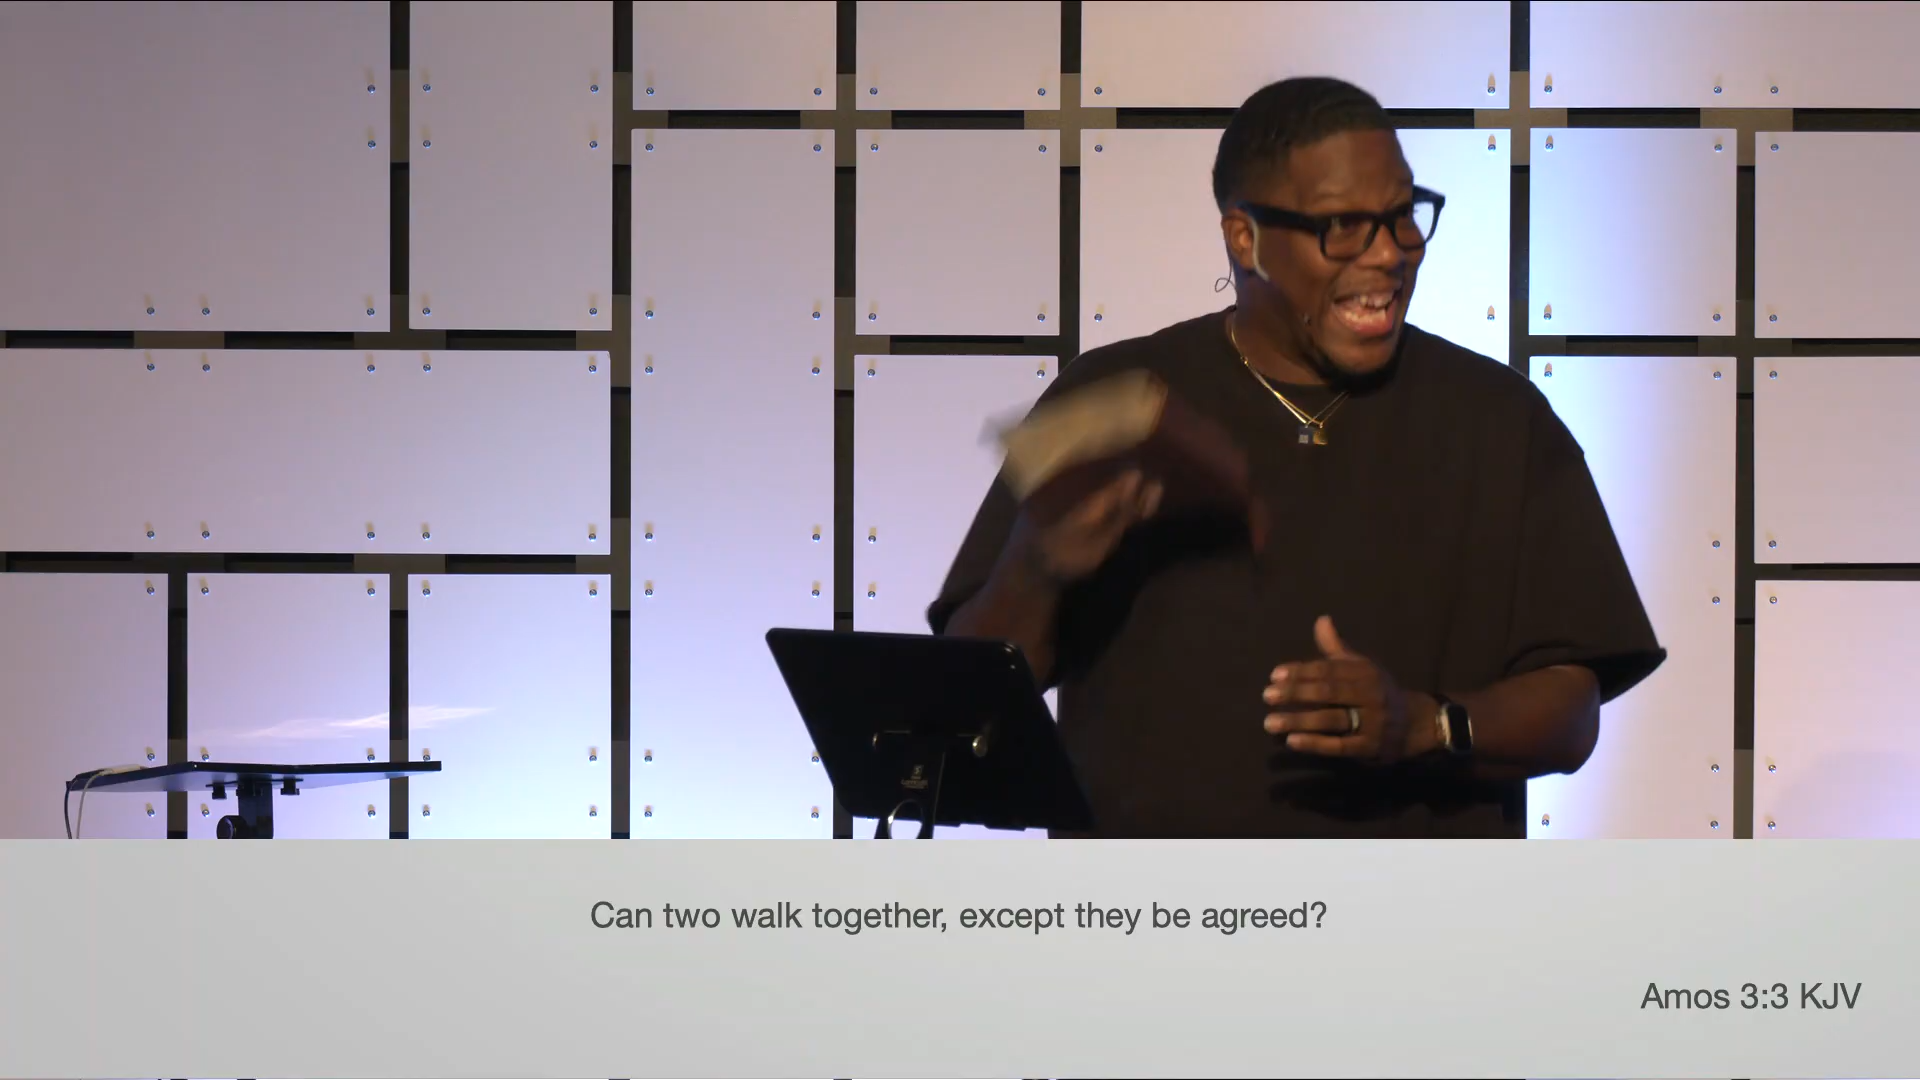 Can two walk together, except they be agreed?
Amos 3:3 KJV